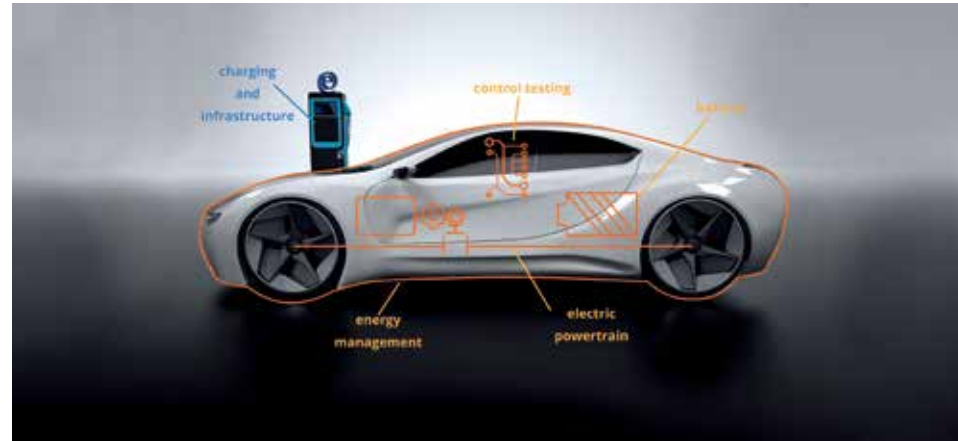 charging
and
infrastructure
control testing
battery
energy
management
electric
powertrain